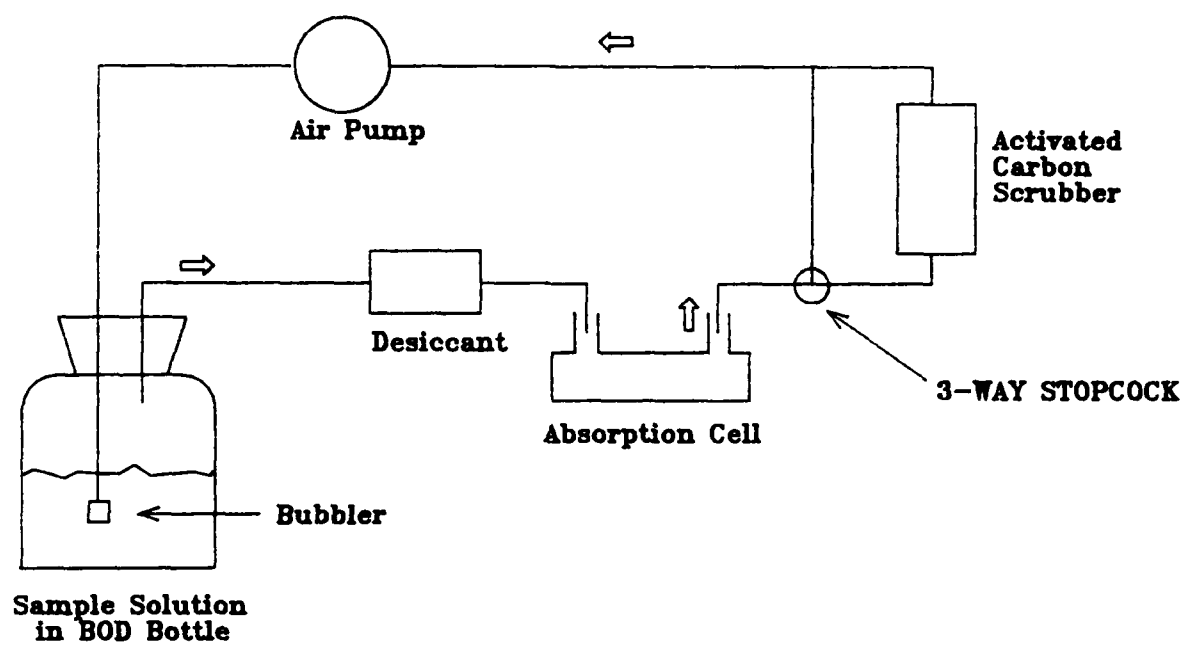 Air Pump
Activated
Carbon
Scrubber
Desiccant
3-WAY STOPCOCK
Absorption Cell
Bubbler
Sample Solution
in BOD Bottle